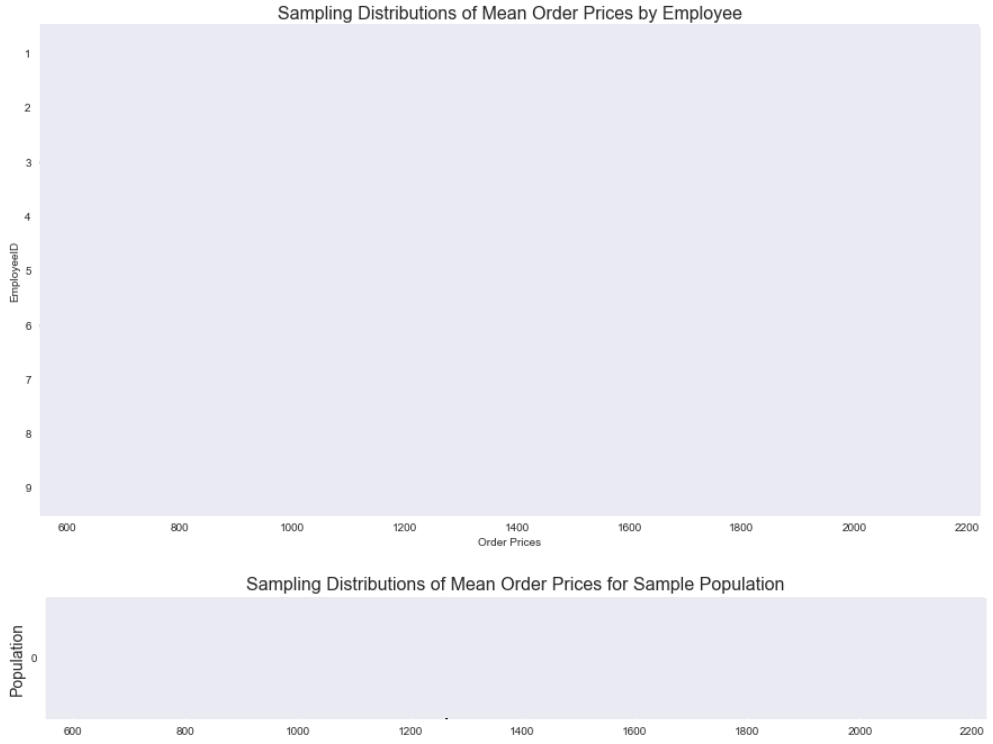 Sampling Distributions of Mean Order Prices by Employee
EmployeeID
1
2
3
4
5
6
7
8
9
600 800 1000 1200 1400 1600 1800 2000 2200
Order Prices
Sampling Distributions of Mean Order Prices for Sample Population
Population
0
600 800 1000 1200 1400 1600 1800 2000 2200